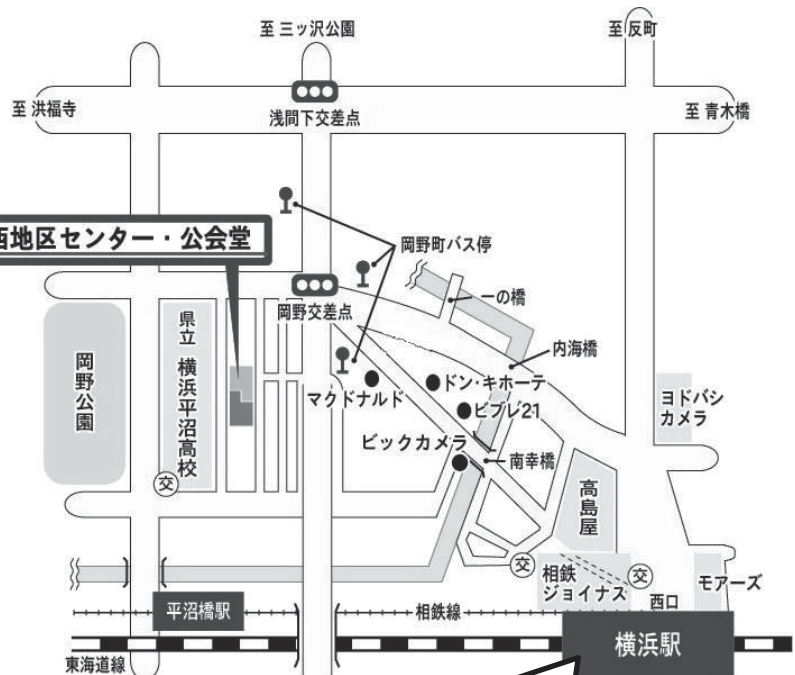 至 三ッ沢公園
至 反町
至 洪福寺
至 青木橋
浅間下交差点
西地区センター・公会堂
岡野町バス停
一の橋
岡野交差点
内海橋
岡野公園
県立 横浜平沼高校
マクドナルド
ドン・キホーテ
ビブレ21
ヨドバシ
カメラ
ビックカメラ
南幸橋
交
高島屋
交
相鉄
ジョイナス
交
西口
モアーズ
平沼橋駅
相鉄線
横浜駅
東海道線